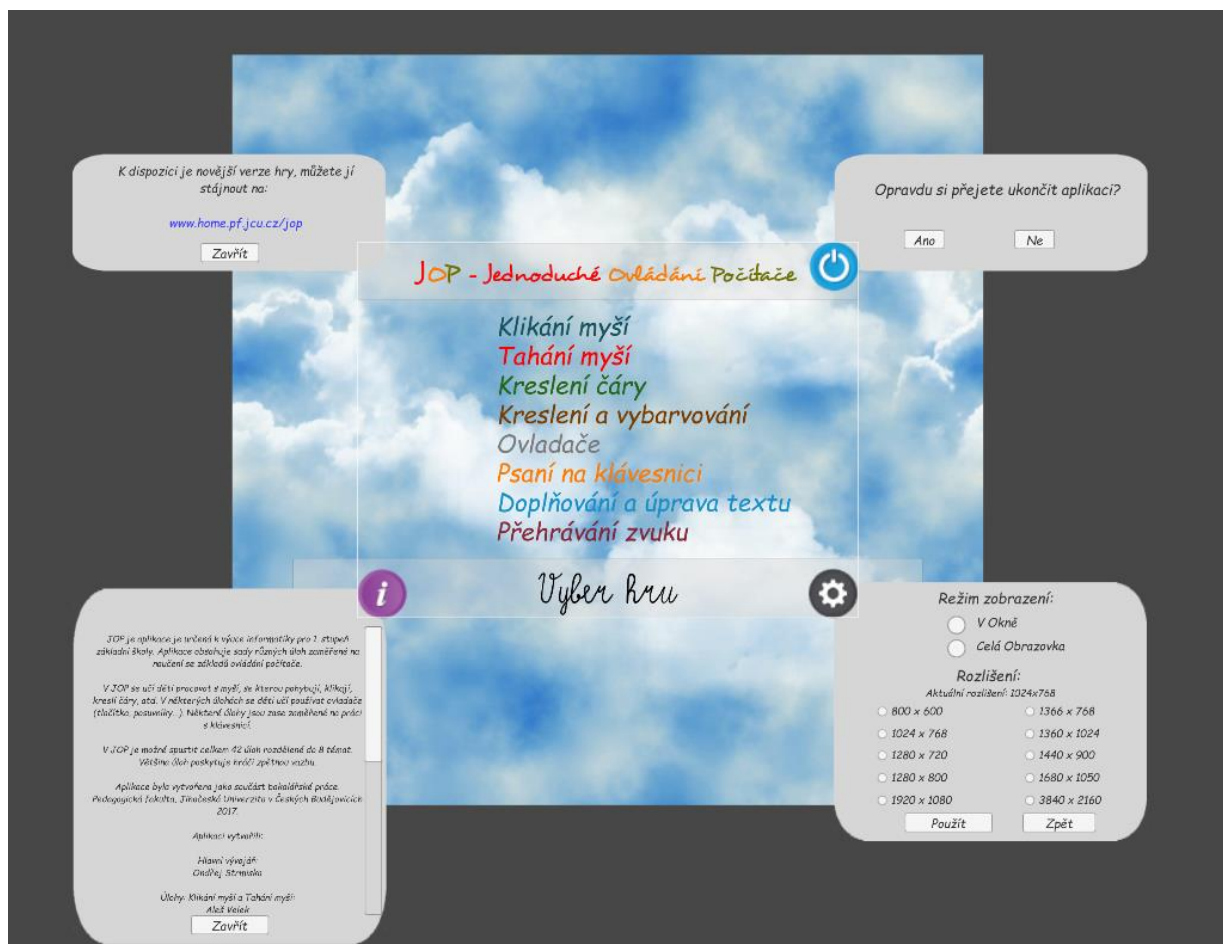 K dispozici je novější verze hry, můžete jí
stájnout na:
www.home.pf.jcu.cz/jop
Zavřít
Opravdu si přejete ukončit aplikaci?
Ano
Ne
JOP - Jednoduché Ovládání Počítače
Klikání myší
Tahání myší
Kreslení čáry
Kreslení a vybarvování
Ovladače
Psaní na klávesnici
Doplňování a úprava textu
Přehrávání zvuku
i
Vyber hru
JOP je aplikace je určená k výuce informatiky pro 1. stupeň
základní školy. Aplikace obsahuje sady různých úloh zaměřené na
naučení se základů ovládání počítače.
V JOP se učí děti pracovat s myší, se kterou pohybují, klikají,
kreslí čáry, atd. V některých úlohách se děti učí používat ovladače
(tlačítka, posuvníky...). Některé úlohy jsou zase zaměřené na práci
s klávesnicí.
V JOP je možné spustit celkem 42 úloh rozdělené do 8 témat.
Většina úloh poskytuje hráči zpětnou vazbu.
Aplikace byla vytvořena jako součást bakalářské práce.
Pedagogická fakulta, Jihočeská Univerzita v Českých Budějovicích
2017.
Aplikaci vytvořili:
Hlavní vývojář:
Ondřej Strmiska
Úlohy: Klikání myší a Tahání myší:
Aleš Velek
Zavřít
Režim zobrazení:
V Okně
Celá Obrazovka
Rozlišení:
Aktuální rozlišení: 1024x768
800 x 600
1366 x 768
1024 x 768
1360 x 1024
1280 x 720
1440 x 900
1280 x 800
1680 x 1050
1920 x 1080
3840 x 2160
Použít
Zpět